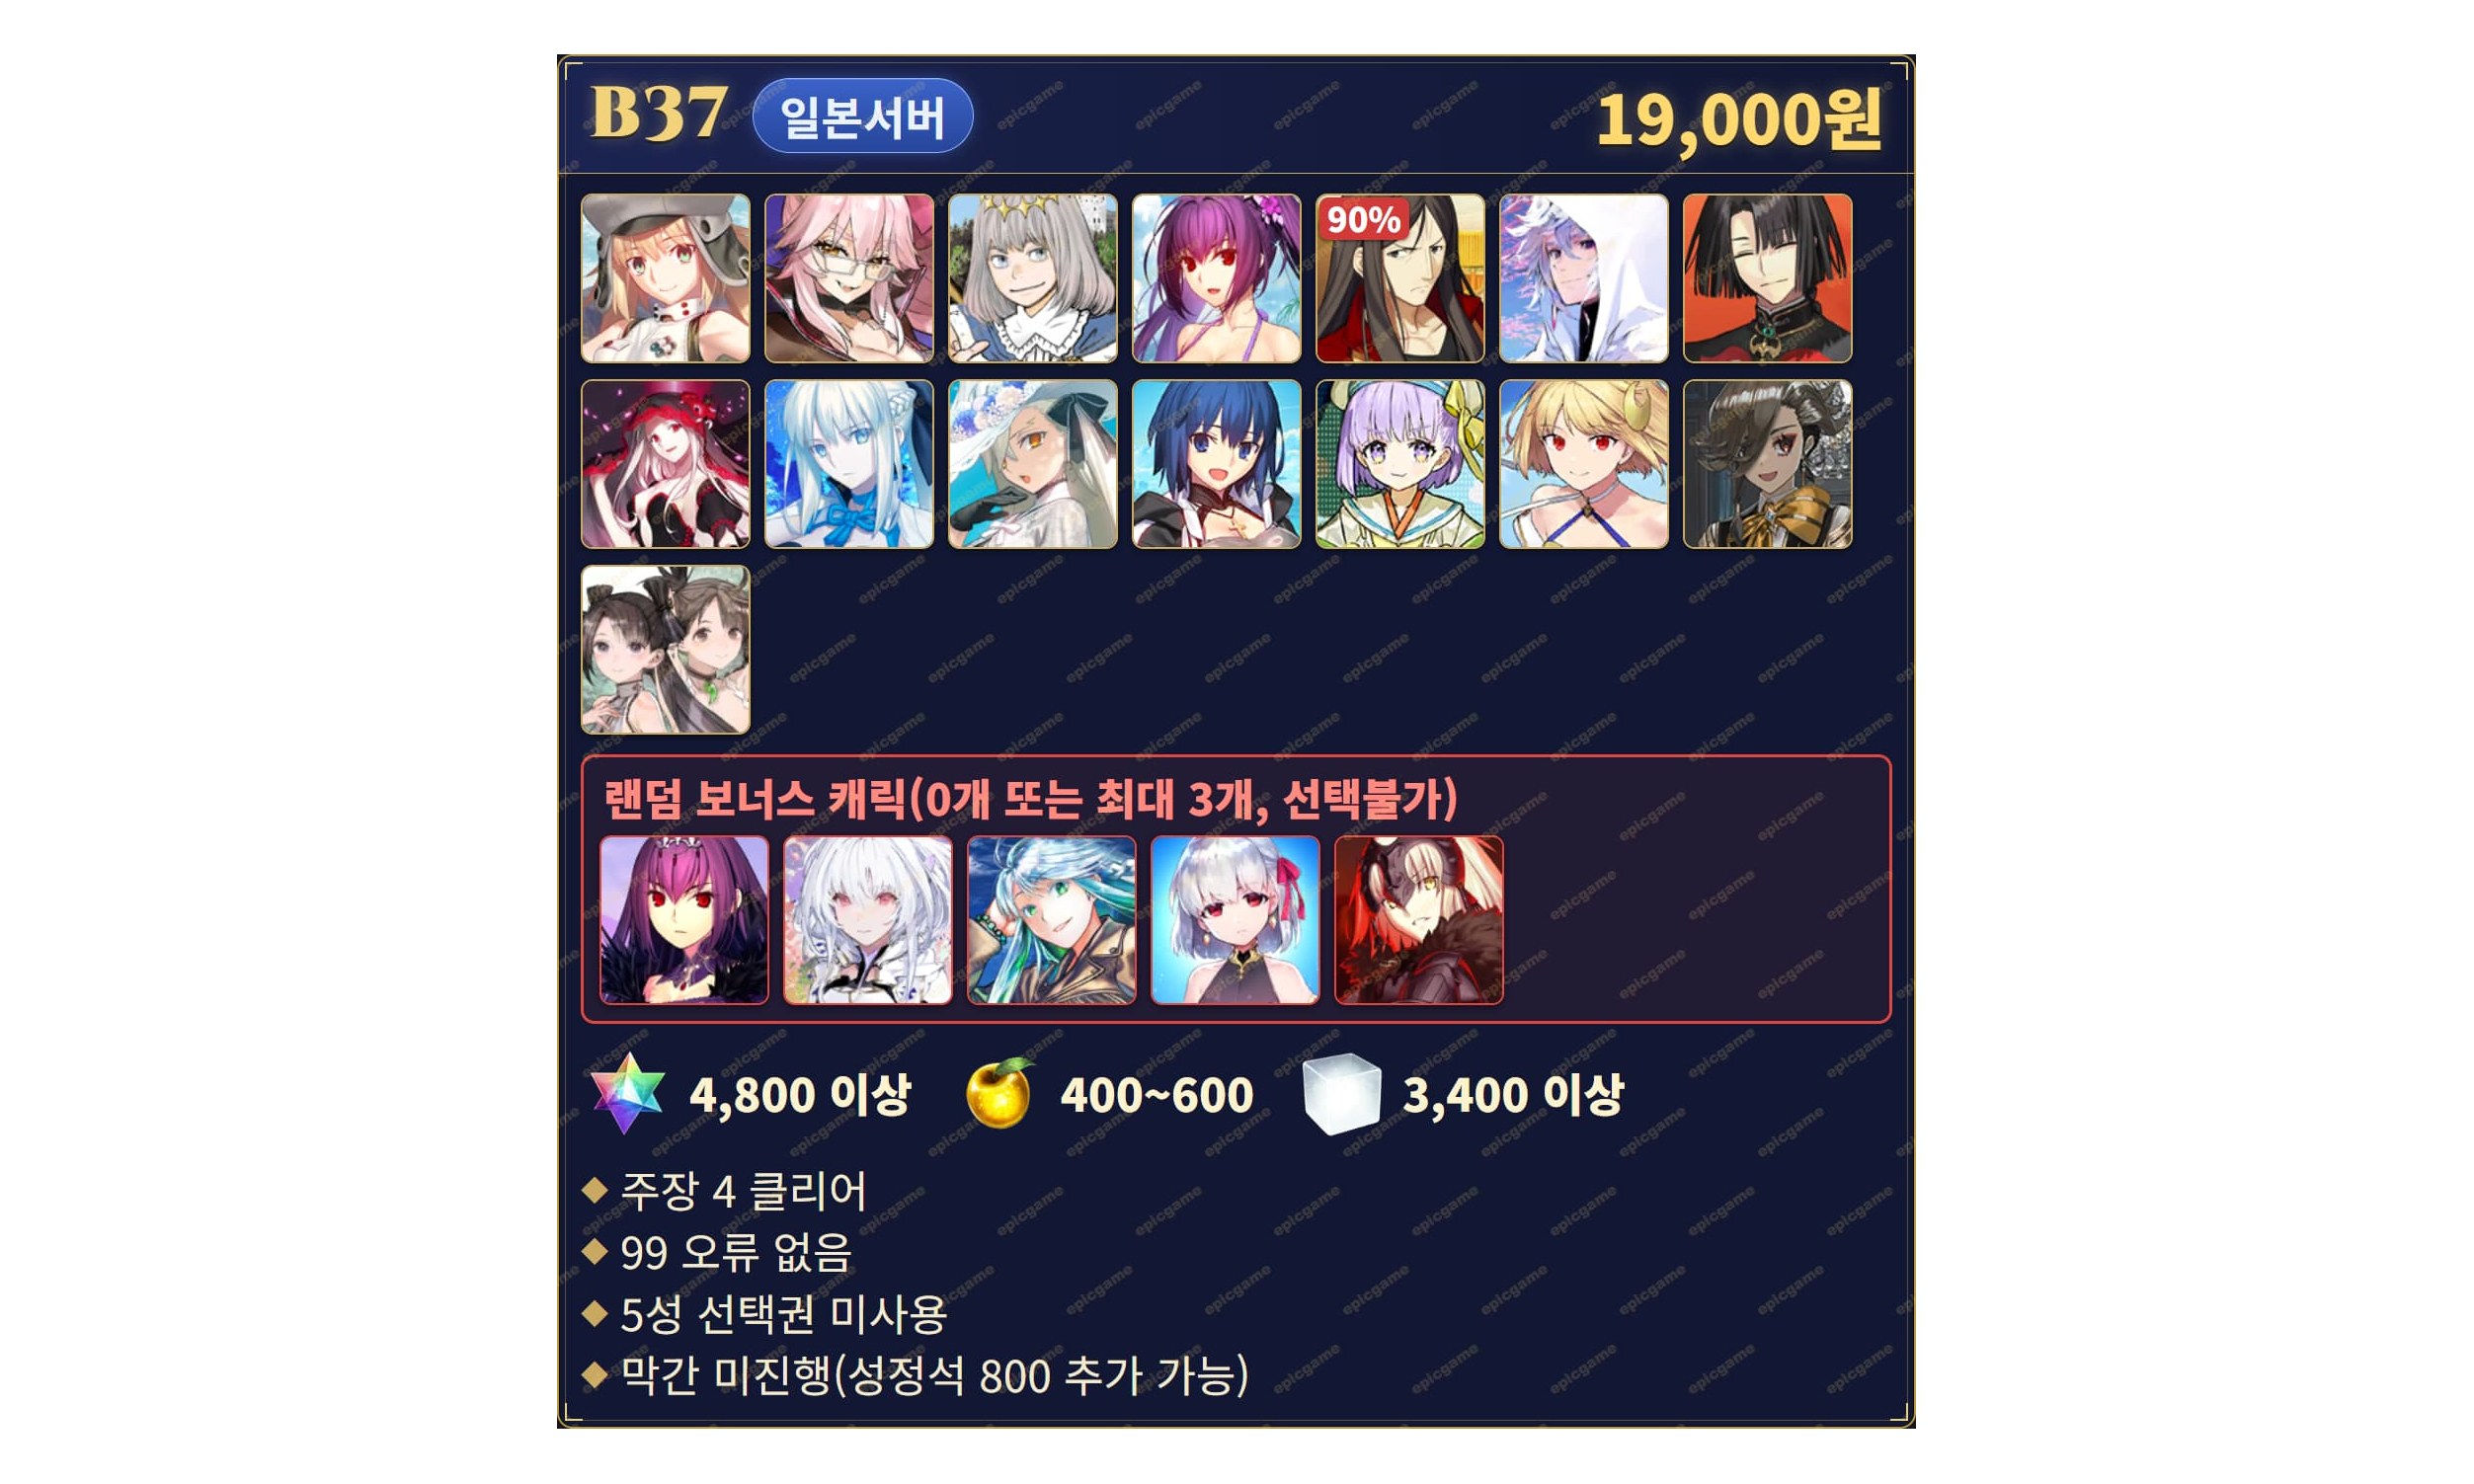 B37 일본서버 19,000원
90%
랜덤 보너스 캐릭(0개 또는 최대 3개, 선택불가)
4,800 이상 400~600 3,400 이상
주장 4 클리어
99 오류 없음
5성 선택권 미사용
막간 미진행(성정석 800 추가 가능)
epicgame